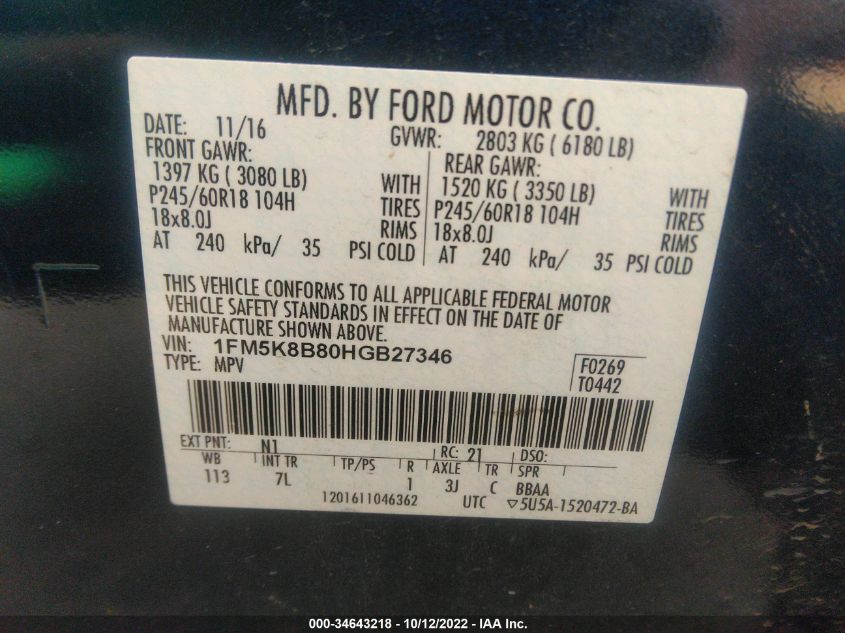 MFD. BY FORD MOTOR CO.
DATE: 11/16
GVWR: 2803 KG ( 6180 LB)
FRONT GAWR:
REAR GAWR:
1397 KG ( 3080 LB) WITH
1520 KG ( 3350 LB) WITH
P245/60R18 104H TIRES
P245/60R18 104H TIRES
18x8.0J RIMS
18x8.0J RIMS
AT 240 kPa/ 35 PSI COLD
AT 240 kPa/ 35 PSI COLD
THIS VEHICLE CONFORMS TO ALL APPLICABLE FEDERAL MOTOR
VEHICLE SAFETY STANDARDS IN EFFECT ON THE DATE OF
MANUFACTURE SHOWN ABOVE.
VIN: 1FM5K8B80HGB27346
TYPE: MPV
F0269
T0442
EXT PNT: N1 RC: 21 DSO:
WB INT TR TP/PS R AXLE TR SPR
113 7L 1 3J C BBAA
1201611046362 UTC ▽5U5A-1520472-BA
000-34643218 - 10/12/2022 - IAA Inc.